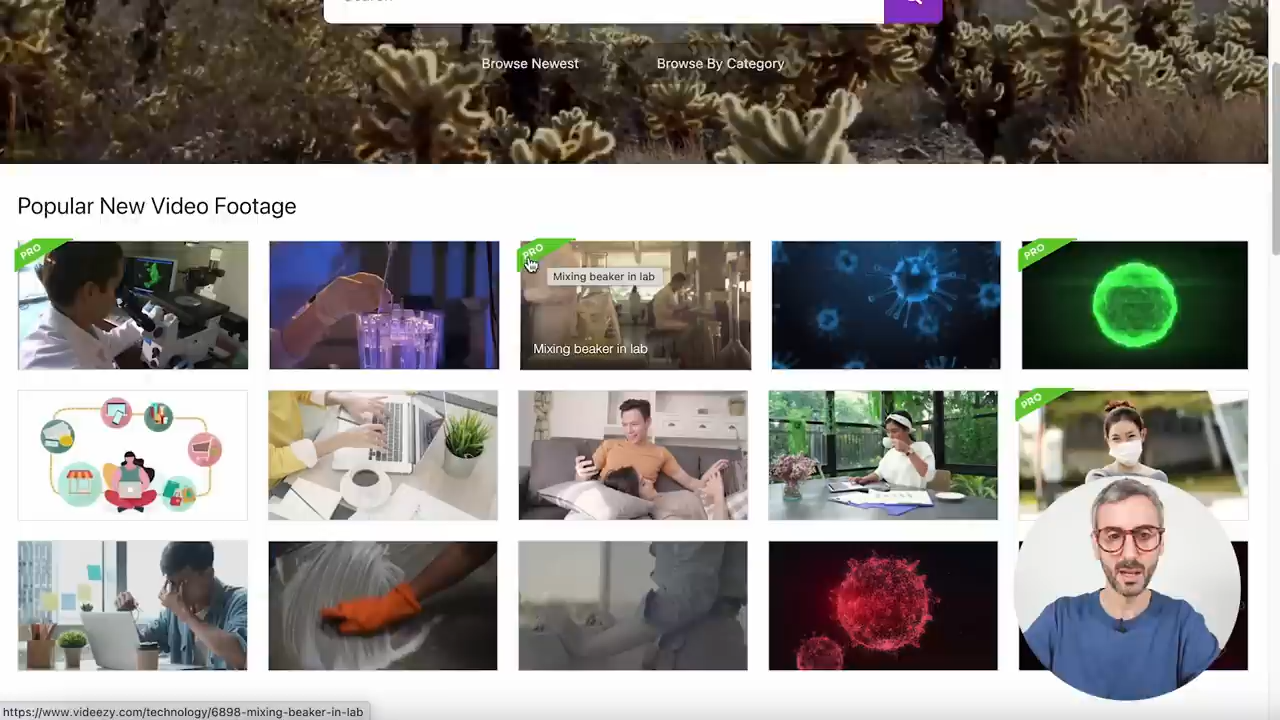 Search
Browse Newest
Browse By Category
Popular New Video Footage
PRO
PRO
PRO
Mixing beaker in lab
Mixing beaker in lab
PRO
https://www.videezy.com/technology/6898-mixing-beaker-in-lab